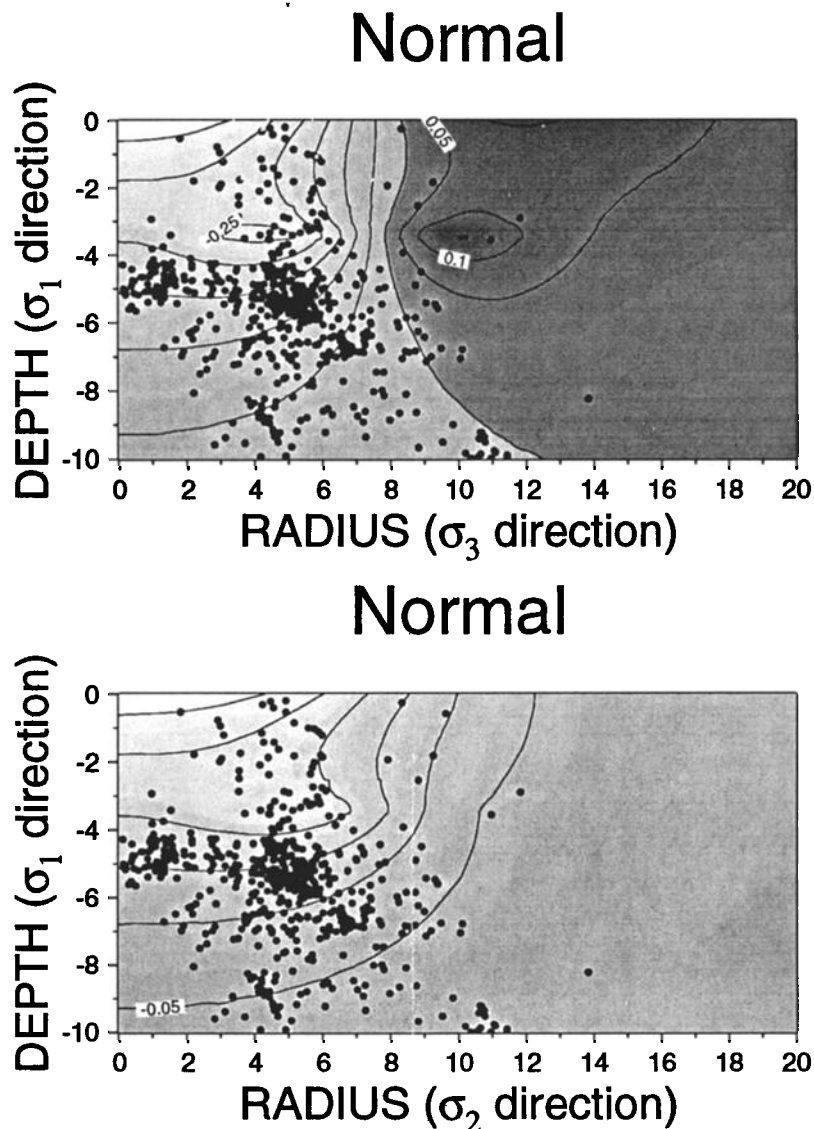 Normal
DEPTH (σ1 direction)
0
-2
-4
-6
-8
-10
0.05
-0.25
0.1
0 2 4 6 8 10 12 14 16 18 20
RADIUS (σ3 direction)
Normal
DEPTH (σ1 direction)
0
-2
-4
-6
-8
-10
-0.05
0 2 4 6 8 10 12 14 16 18 20
RADIUS (σ2 direction)